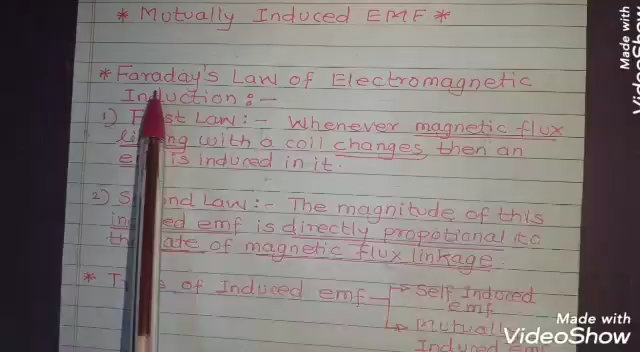 * Mutually Induced EMF *
* Faraday's Law of Electromagnetic
Induction :-
1) First Law :- Whenever magnetic flux
linking with a coil changes then an
emf is induced in it.
2) Second Law :- The magnitude of this
induced emf is directly propotional to
the rate of magnetic flux linkage.
* Types of Induced emf
→ Self Induced
emf
→ Mutually
Induced emf
Made with
VideoShow
Made with
VideoShow